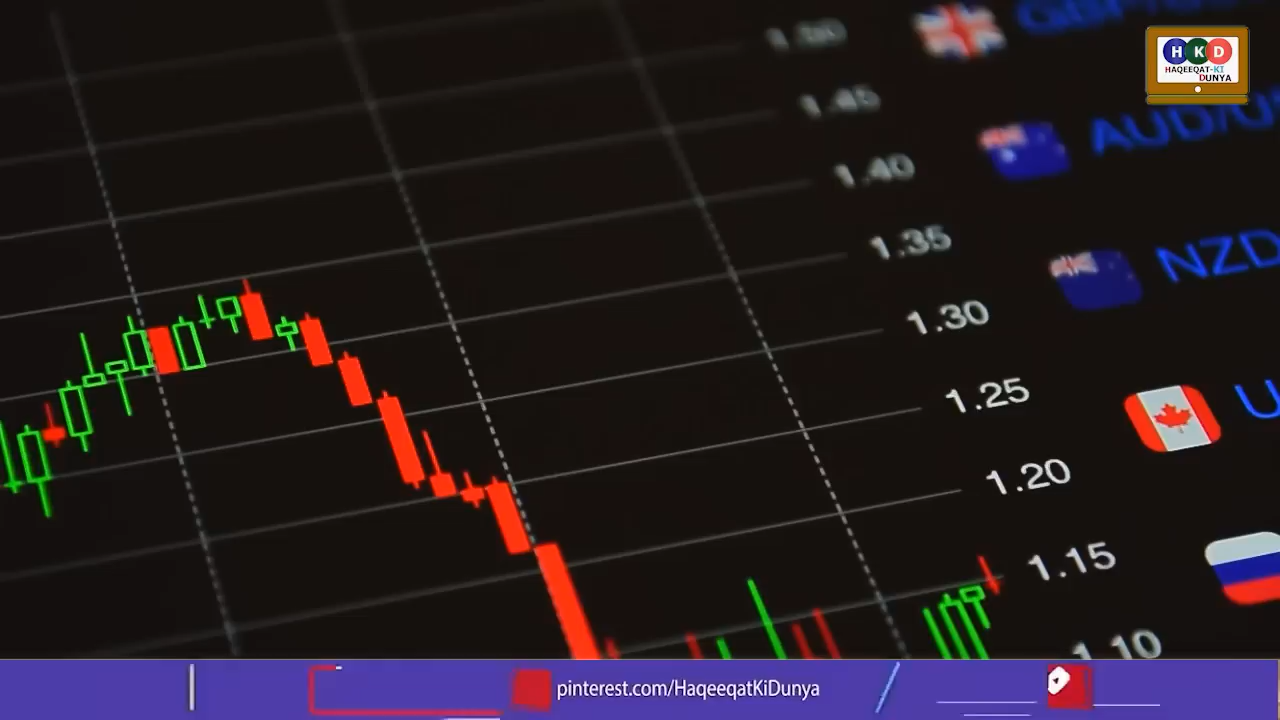 1.50
GBP/
1.45
AUD/U
1.40
1.35
NZD
1.30
1.25
U
1.20
1.15
1.10
H K D
HAQEEQAT-KI
DUNYA
pinterest.com/HaqeeqatKiDunya